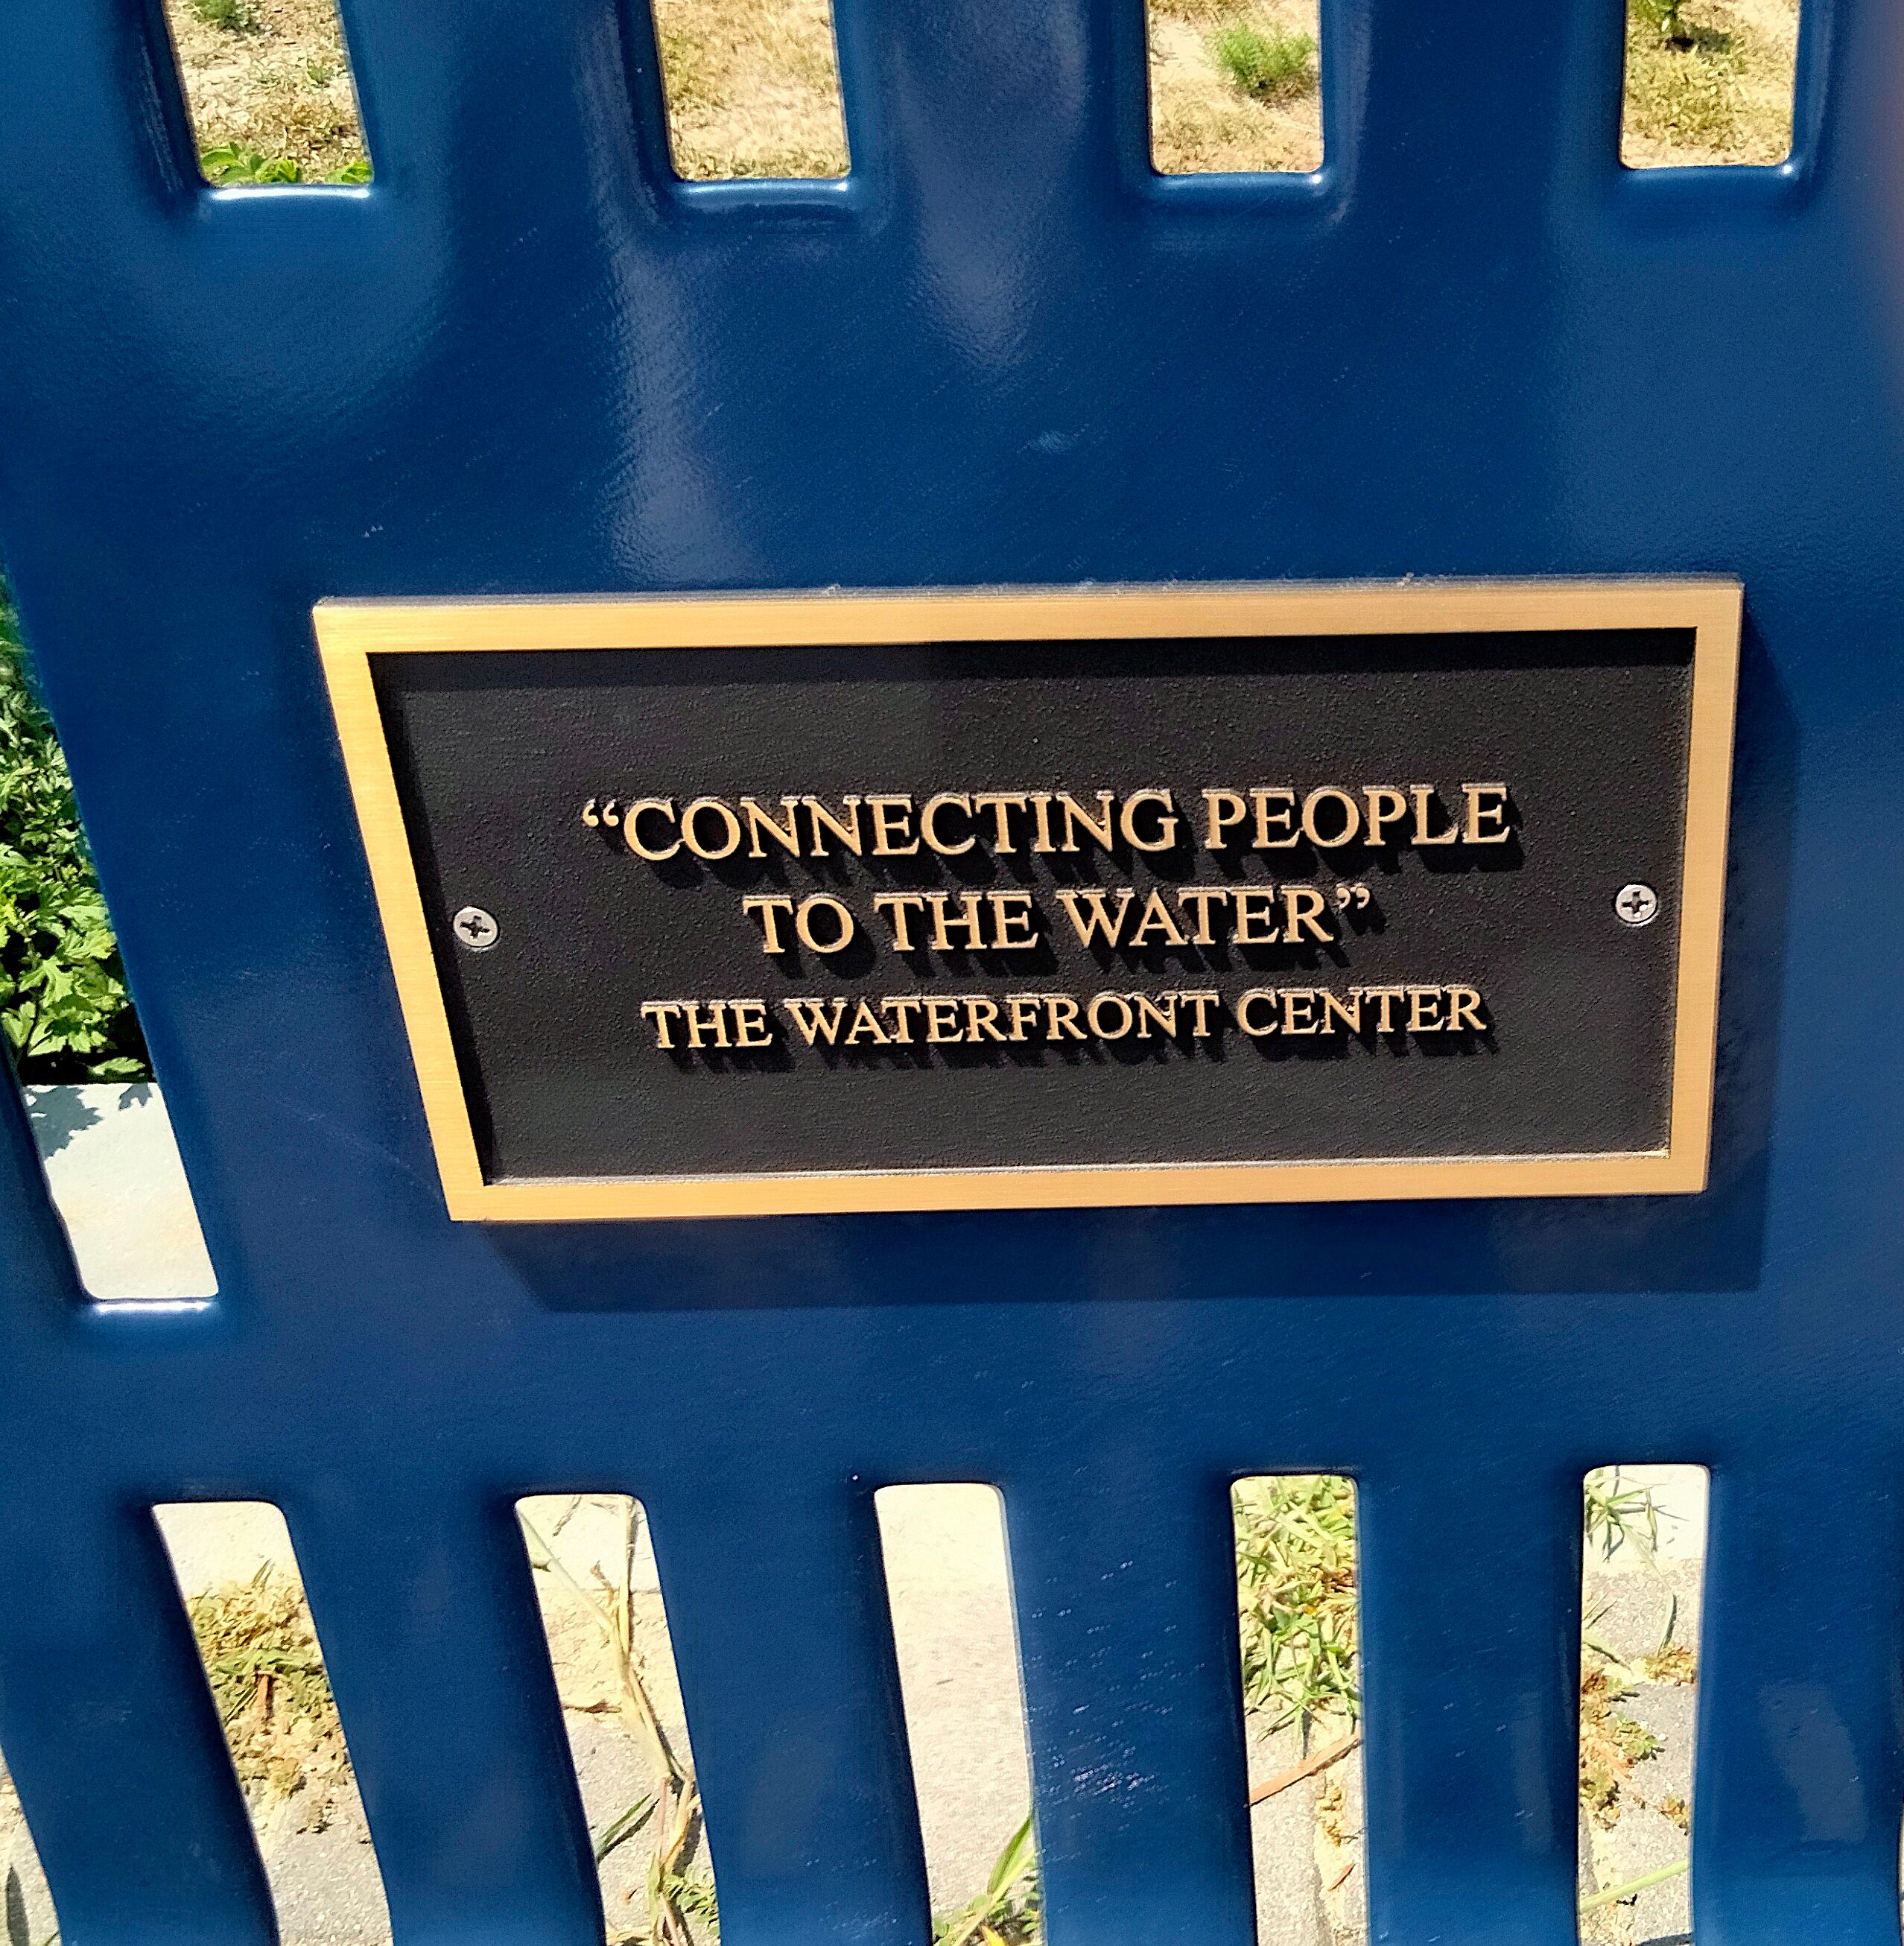 “CONNECTING PEOPLE
TO THE WATER”
THE WATERFRONT CENTER